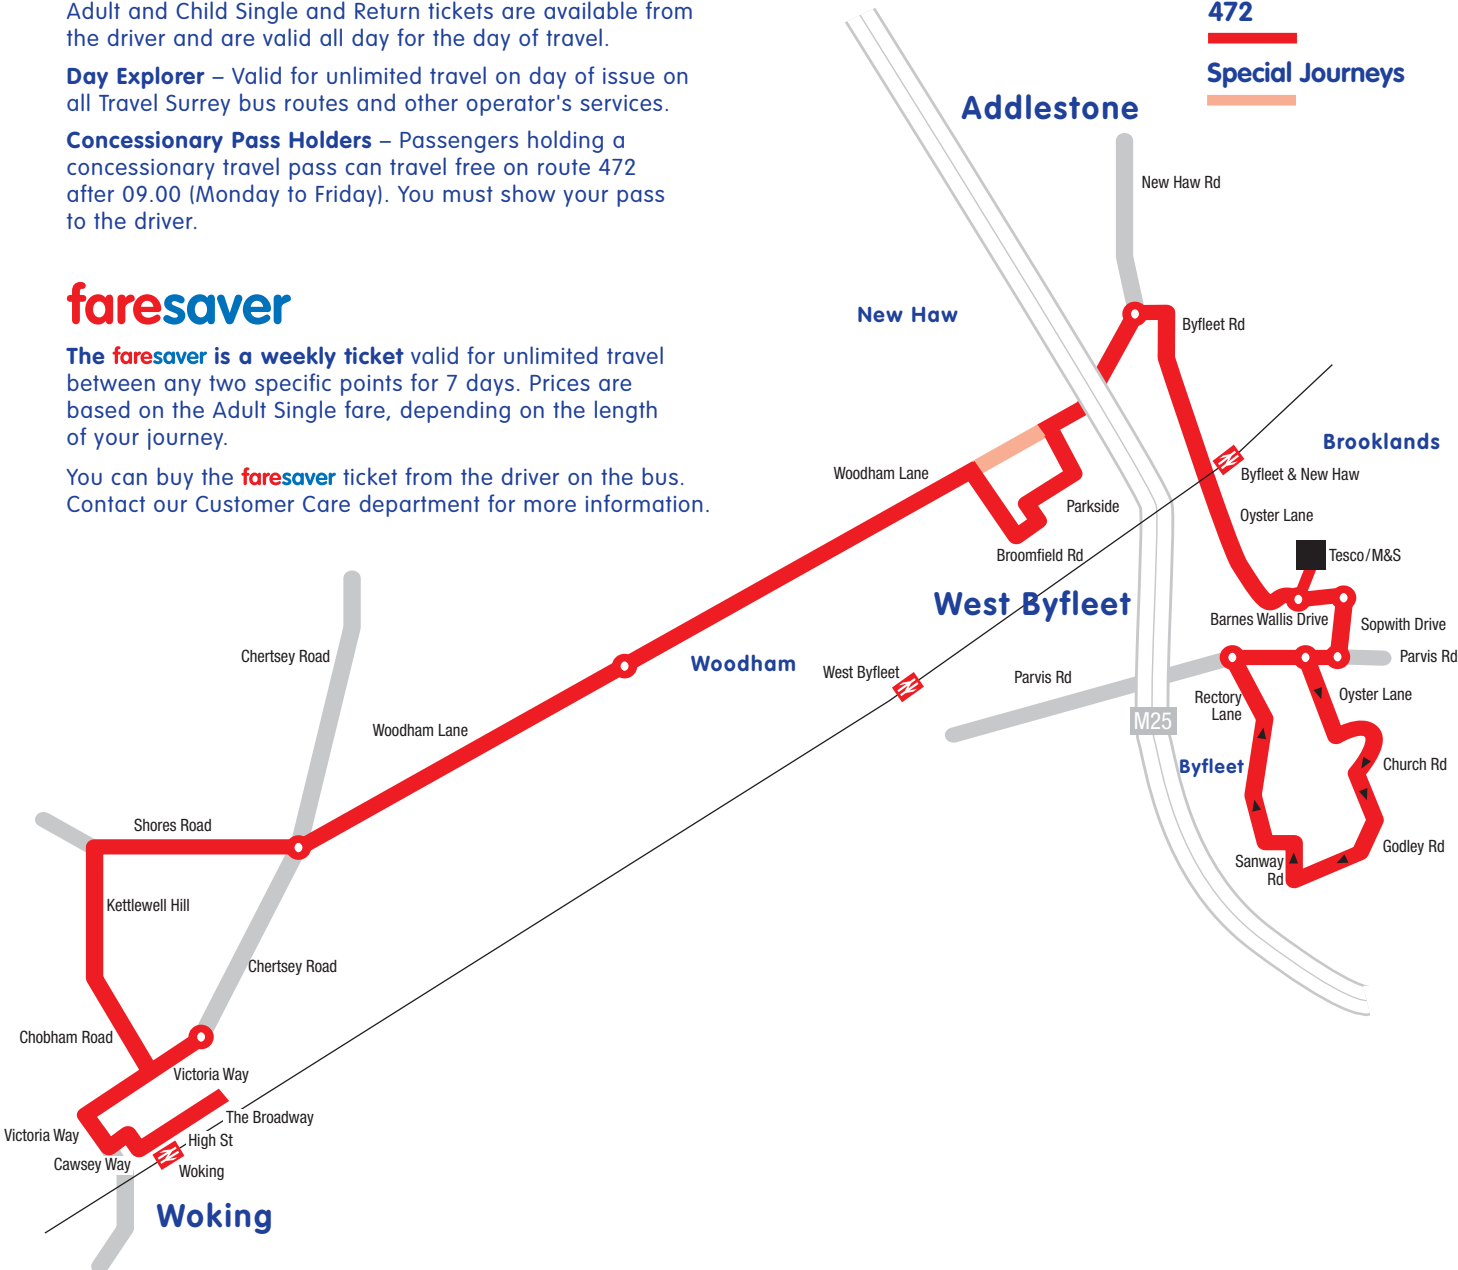 Adult and Child Single and Return tickets are available from
the driver and are valid all day for the day of travel.
Day Explorer – Valid for unlimited travel on day of issue on
all Travel Surrey bus routes and other operator's services.
Concessionary Pass Holders – Passengers holding a
concessionary travel pass can travel free on route 472
after 09.00 (Monday to Friday). You must show your pass
to the driver.
faresaver
The faresaver is a weekly ticket valid for unlimited travel
between any two specific points for 7 days. Prices are
based on the Adult Single fare, depending on the length
of your journey.
You can buy the faresaver ticket from the driver on the bus.
Contact our Customer Care department for more information.
472
Special Journeys
Addlestone
New Haw Rd
New Haw
Byfleet Rd
Brooklands
Woodham Lane
Byfleet & New Haw
Parkside
Oyster Lane
Broomfield Rd
Tesco/M&S
West Byfleet
Barnes Wallis Drive
Sopwith Drive
Chertsey Road
Woodham
West Byfleet
Parvis Rd
Parvis Rd
Rectory
Lane
Oyster Lane
M25
Woodham Lane
Byfleet
Church Rd
Shores Road
Godley Rd
Sanway
Rd
Kettlewell Hill
Chertsey Road
Chobham Road
Victoria Way
The Broadway
Victoria Way
High St
Cawsey Way
Woking
Woking